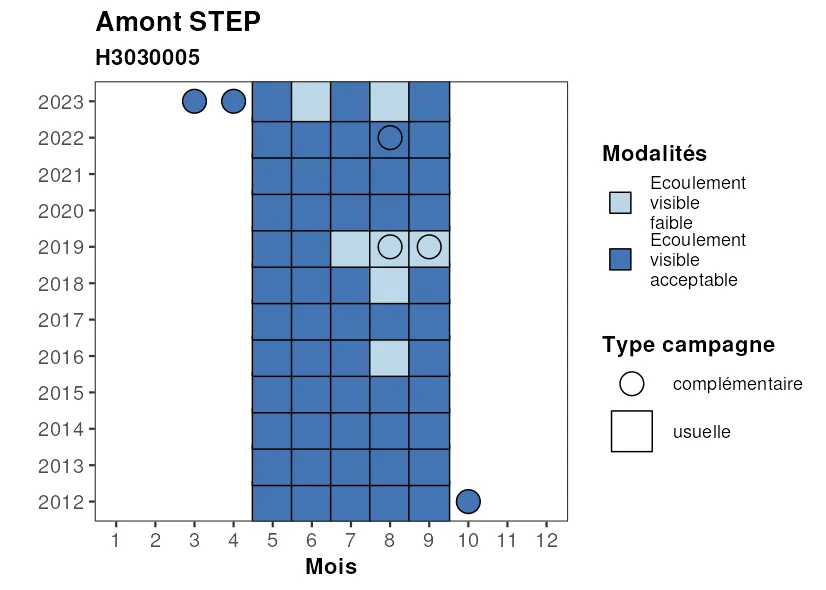 Amont STEP
H3030005
2023
2022
2021
2020
2019
2018
2017
2016
2015
2014
2013
2012
1 2 3 4 5 6 7 8 9 10 11 12
Mois
Modalités
Ecoulement
visible
faible
Ecoulement
visible
acceptable
Type campagne
complémentaire
usuelle